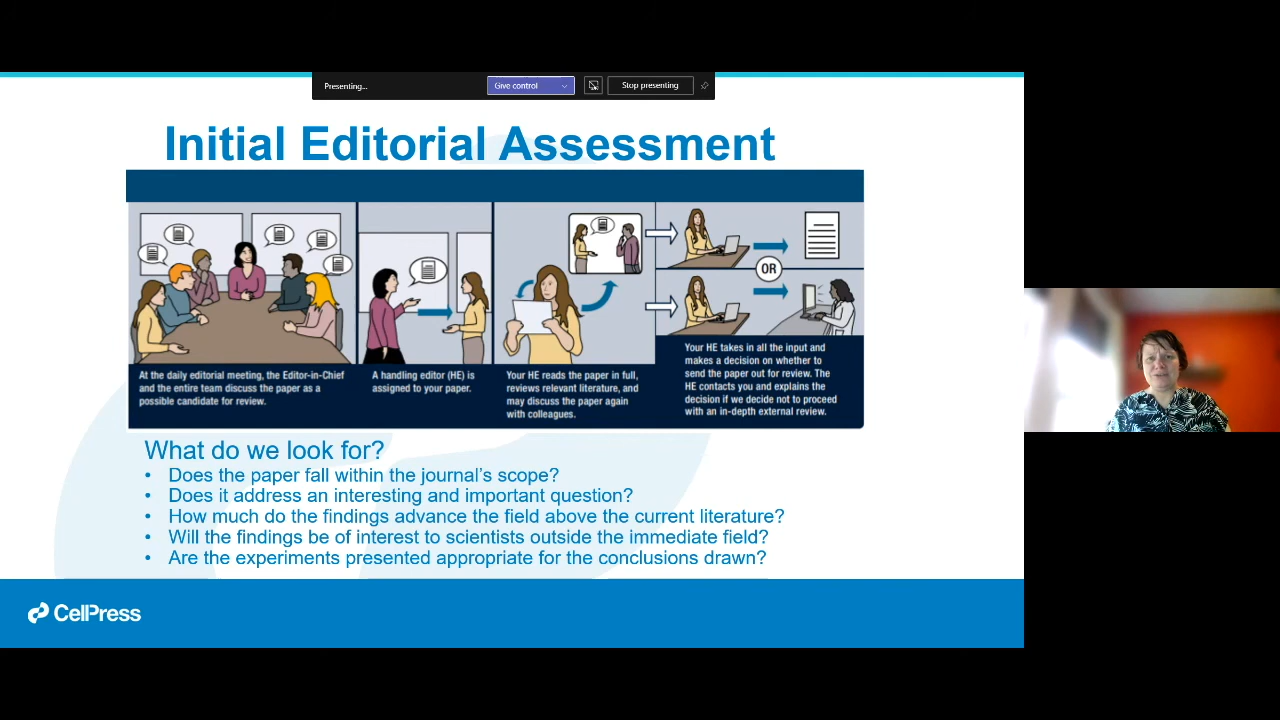 Presenting...
Give control
Stop presenting
Initial Editorial Assessment
OR
At the daily editorial meeting, the Editor-in-Chief
and the entire team discuss the paper as a
possible candidate for review.
A handling editor (HE) is
assigned to your paper.
Your HE reads the paper in full,
reviews relevant literature, and
may discuss the paper again
with colleagues.
Your HE takes in all the input and
makes a decision on whether to
send the paper out for review. The
HE contacts you and explains the
decision if we decide not to proceed
with an in-depth external review.
What do we look for?
• Does the paper fall within the journal's scope?
• Does it address an interesting and important question?
• How much do the findings advance the field above the current literature?
• Will the findings be of interest to scientists outside the immediate field?
• Are the experiments presented appropriate for the conclusions drawn?
CellPress